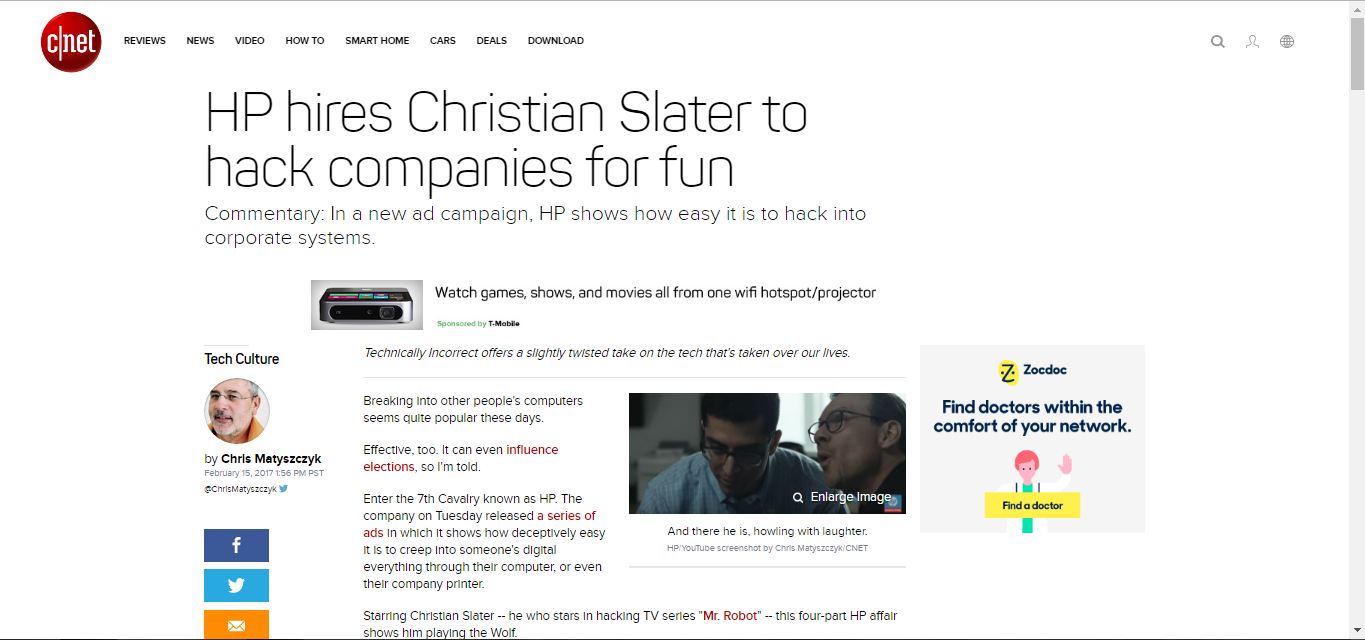 c|net
REVIEWS NEWS VIDEO HOW TO SMART HOME CARS DEALS DOWNLOAD
HP hires Christian Slater to
hack companies for fun
Commentary: In a new ad campaign, HP shows how easy it is to hack into
corporate systems.
Watch games, shows, and movies all from one wifi hotspot/projector
Sponsored by T-Mobile
Tech Culture
by Chris Matyszczyk
February 15, 2017 1:56 PM PST
@ChrisMatyszczyk
Technically Incorrect offers a slightly twisted take on the tech that's taken over our lives.
Breaking into other people's computers
seems quite popular these days.
Effective, too. It can even influence
elections, so I'm told.
Enter the 7th Cavalry known as HP. The
company on Tuesday released a series of
ads in which it shows how deceptively easy
it is to creep into someone's digital
everything through their computer, or even
their company printer.
Starring Christian Slater -- he who stars in hacking TV series "Mr. Robot" -- this four-part HP affair
shows him playing the Wolf.
Enlarge Image
And there he is, howling with laughter.
HP/YouTube screenshot by Chris Matyszczyk/CNET
Zocdoc
Find doctors within the
comfort of your network.
Find a doctor